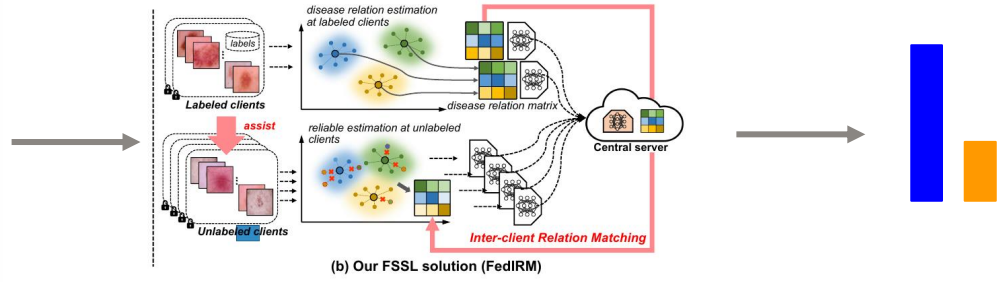 disease relation estimation
at labeled clients
labels
Labeled clients
disease relation matrix
assist
reliable estimation at unlabeled
clients
Central server
Unlabeled clients
Inter-client Relation Matching
(b) Our FSSL solution (FedIRM)